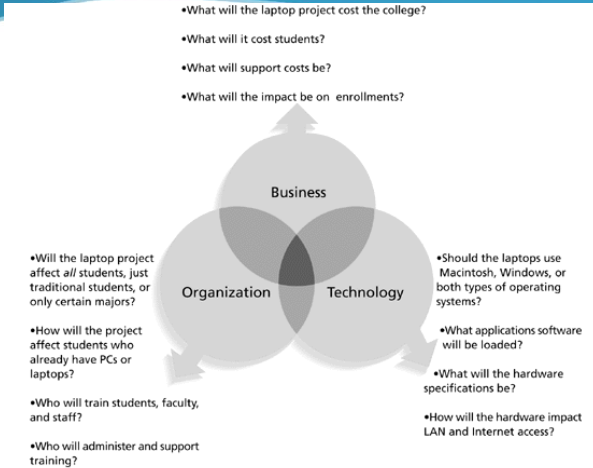 •What will the laptop project cost the college?
•What will it cost students?
•What will support costs be?
•What will the impact be on enrollments?
Business
Organization
Technology
•Will the laptop project
affect all students, just
traditional students, or
only certain majors?
•How will the project
affect students who
already have PCs or
laptops?
•Who will train students, faculty,
and staff?
•Who will administer and support
training?
•Should the laptops use
Macintosh, Windows, or
both types of operating
systems?
•What applications software
will be loaded?
•What will the hardware
specifications be?
•How will the hardware impact
LAN and Internet access?